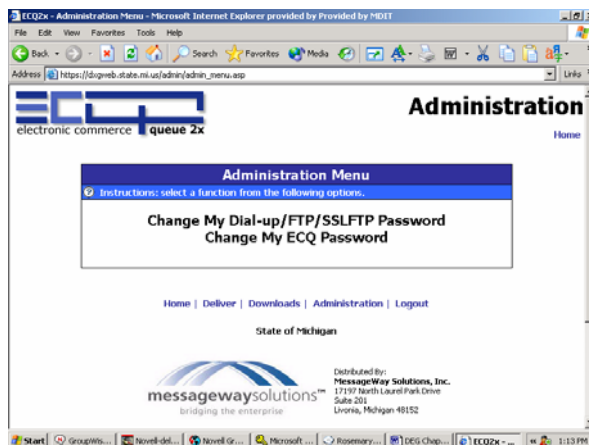 ECQ2x - Administration Menu - Microsoft Internet Explorer provided by Provided by MDIT
File Edit View Favorites Tools Help
Back Search Favorites Media
Address https://dxgweb.state.mi.us/admin/admin_menu.asp Links
Administration
electronic commerce queue 2x
Home
Administration Menu
Instructions: select a function from the following options.
Change My Dial-up/FTP/SSLFTP Password
Change My ECQ Password
Home | Deliver | Downloads | Administration | Logout
State of Michigan
messagewaysolutions™
bridging the enterprise
Distributed By:
MessageWay Solutions, Inc.
17197 North Laurel Park Drive
Suite 201
Livonia, Michigan 48152
Start GroupWis... Novell-del... Novell Gr... Microsoft ... Rosemary... DEG Chap... ECQ2x - ... 1:13 PM